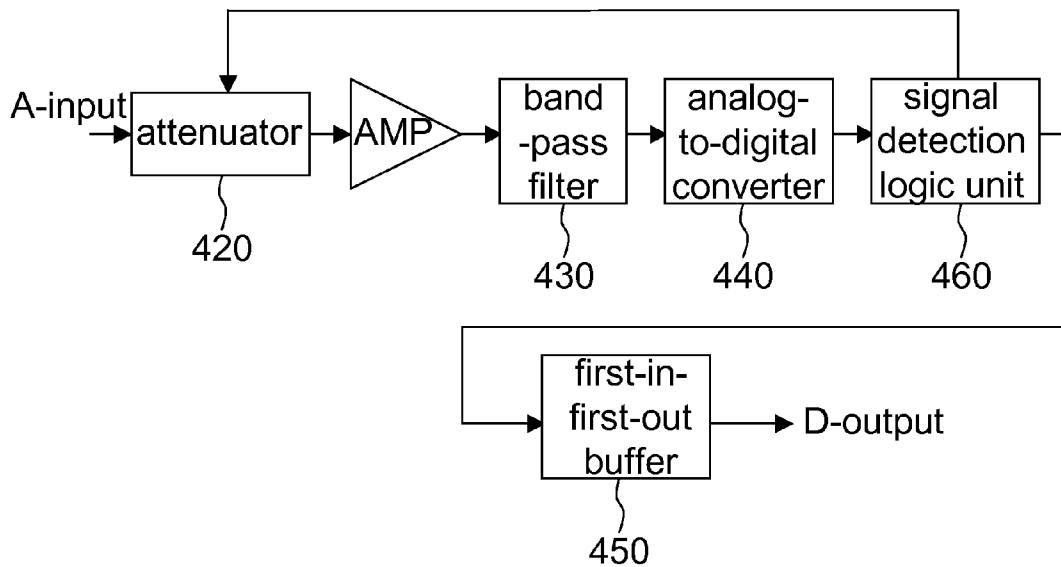 A-input
attenuator
AMP
band
-pass
filter
analog-
to-digital
converter
signal
detection
logic unit
420
430
440
460
first-in-
first-out
buffer
D-output
450